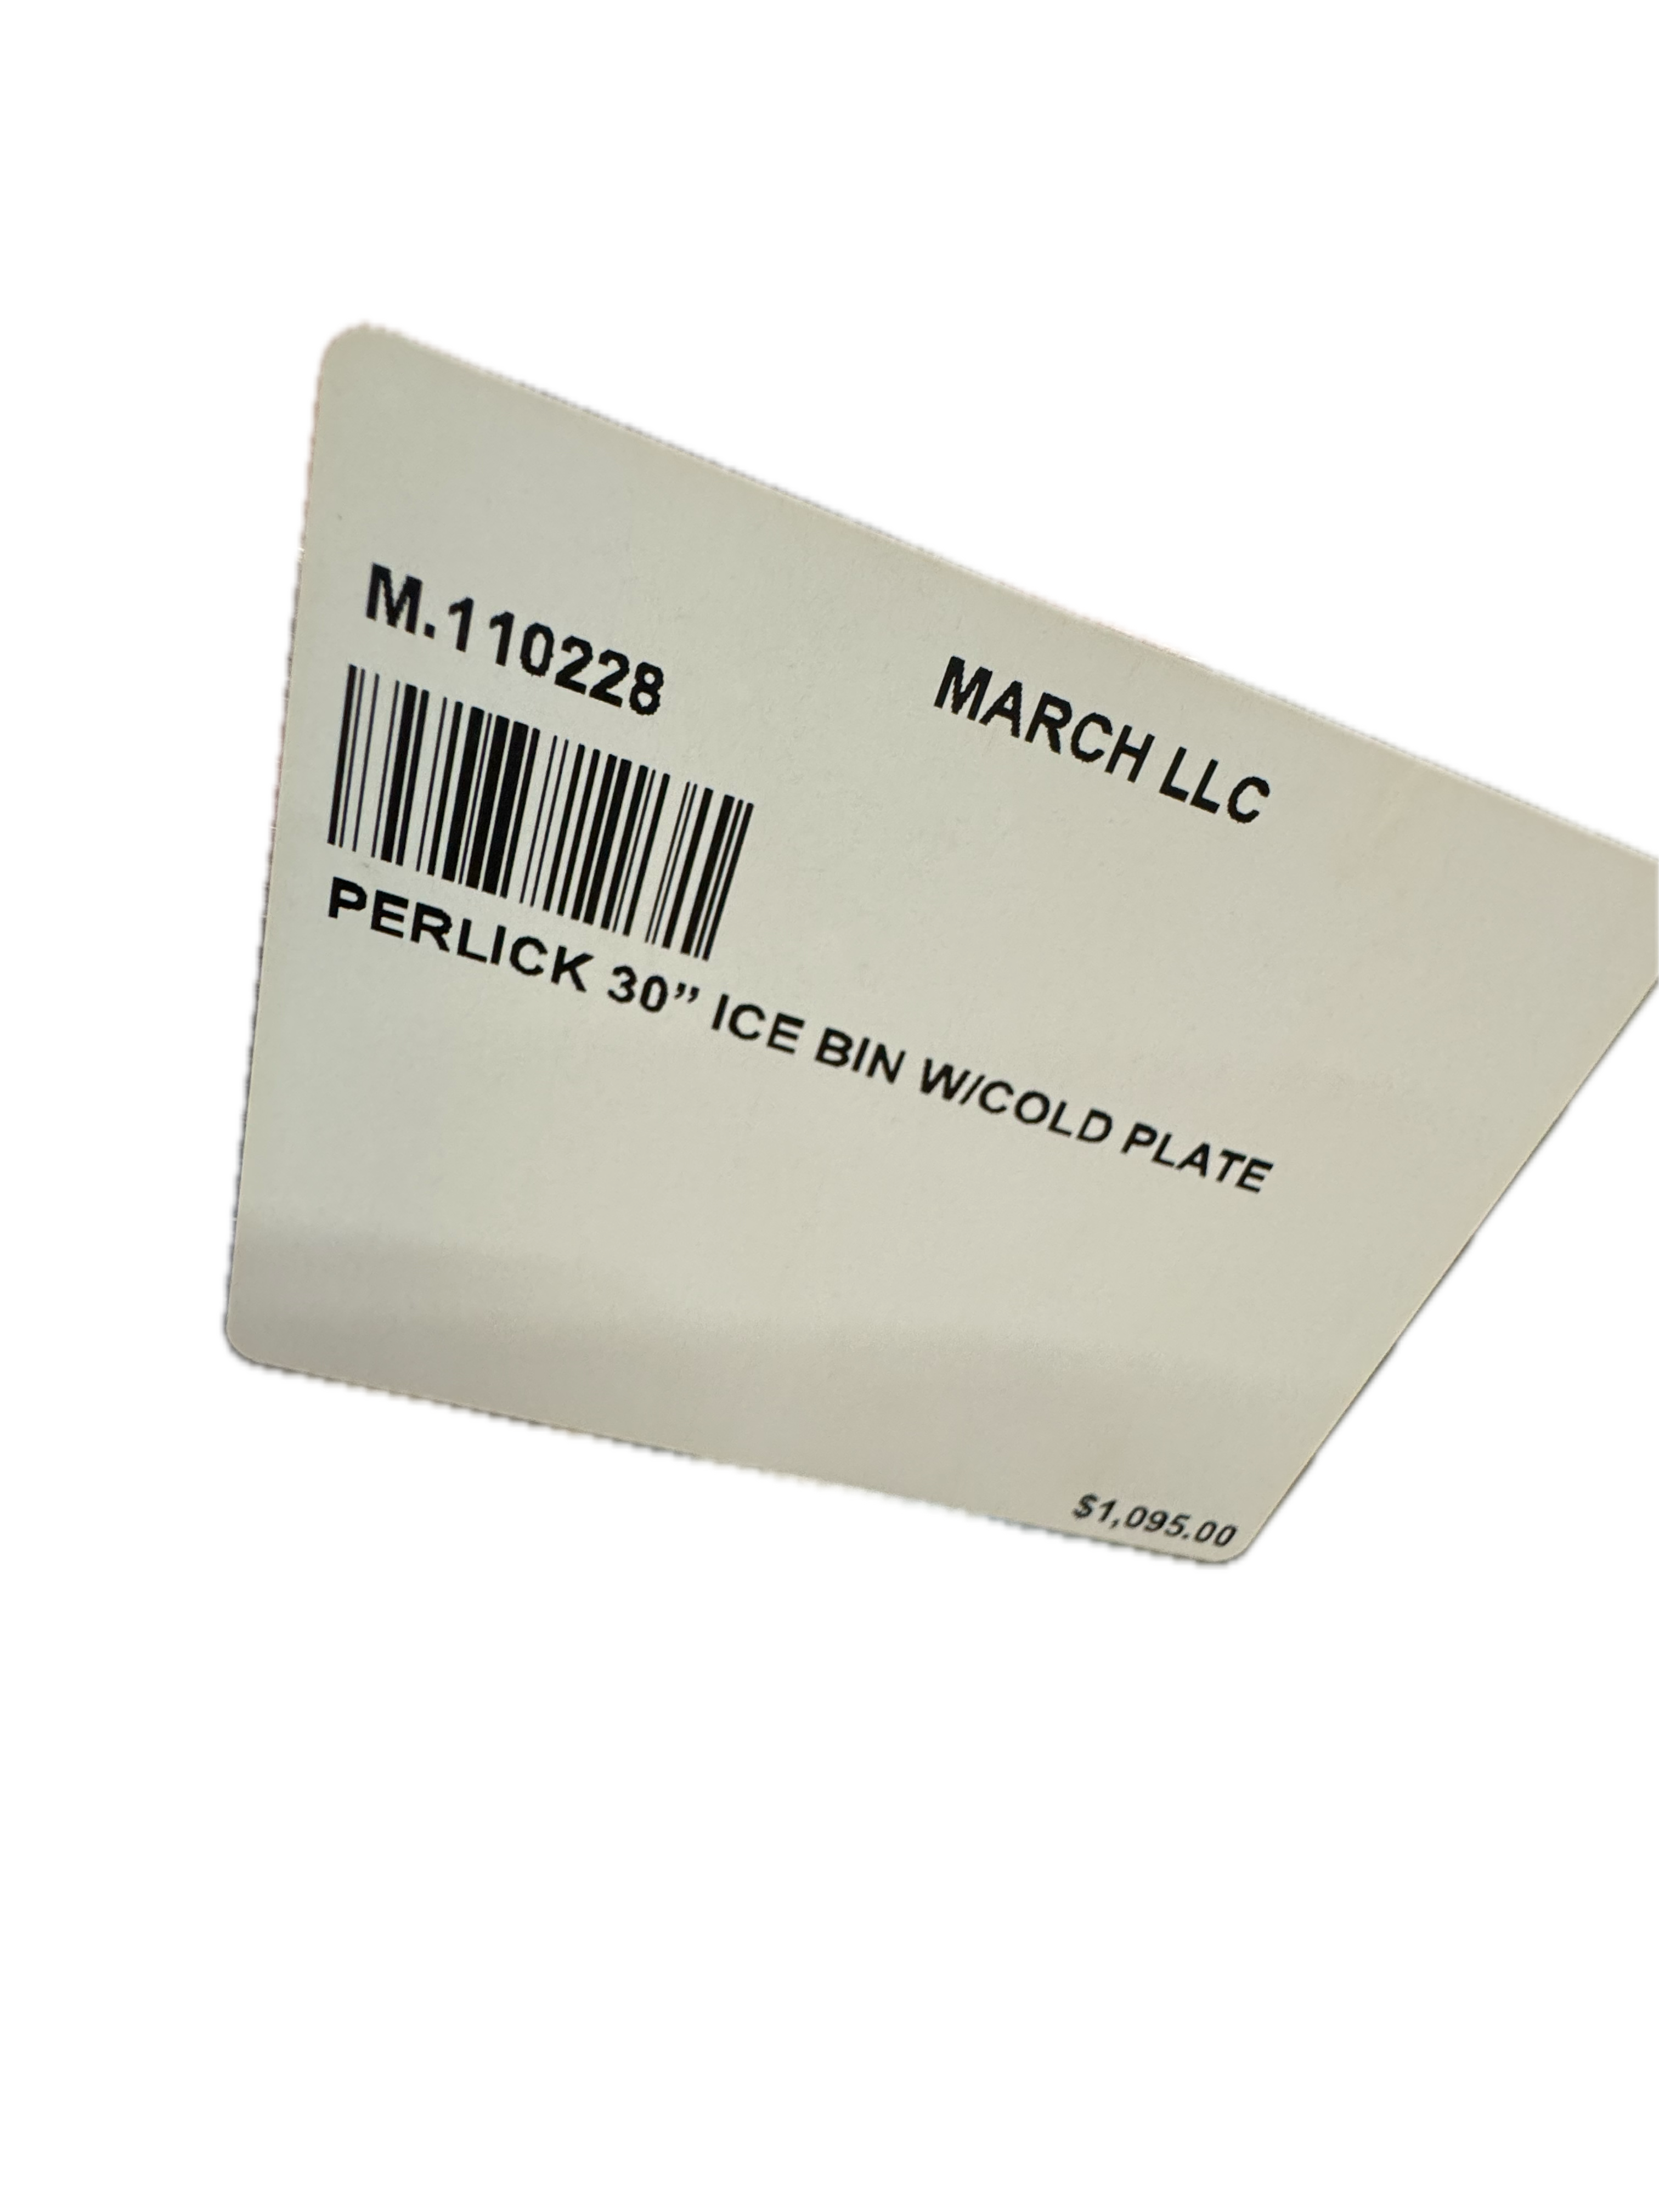 M.110228
MARCH LLC
PERLICK 30” ICE BIN W/COLD PLATE
$1,095.00